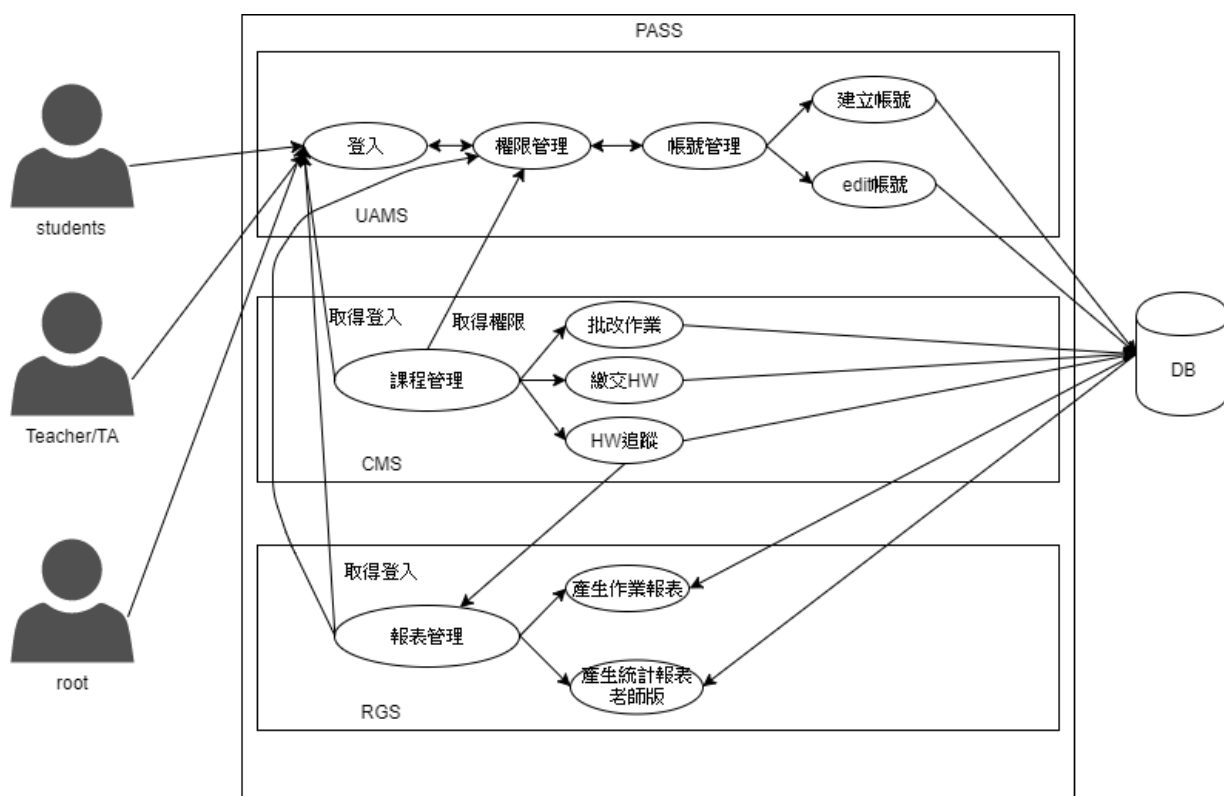 PASS
建立帳號
登入
權限管理
帳號管理
edit帳號
UAMS
students
取得登入
取得權限
批改作業
課程管理
繳交HW
DB
Teacher/TA
HW追蹤
CMS
取得登入
產生作業報表
報表管理
產生統計報表
老師版
root
RGS